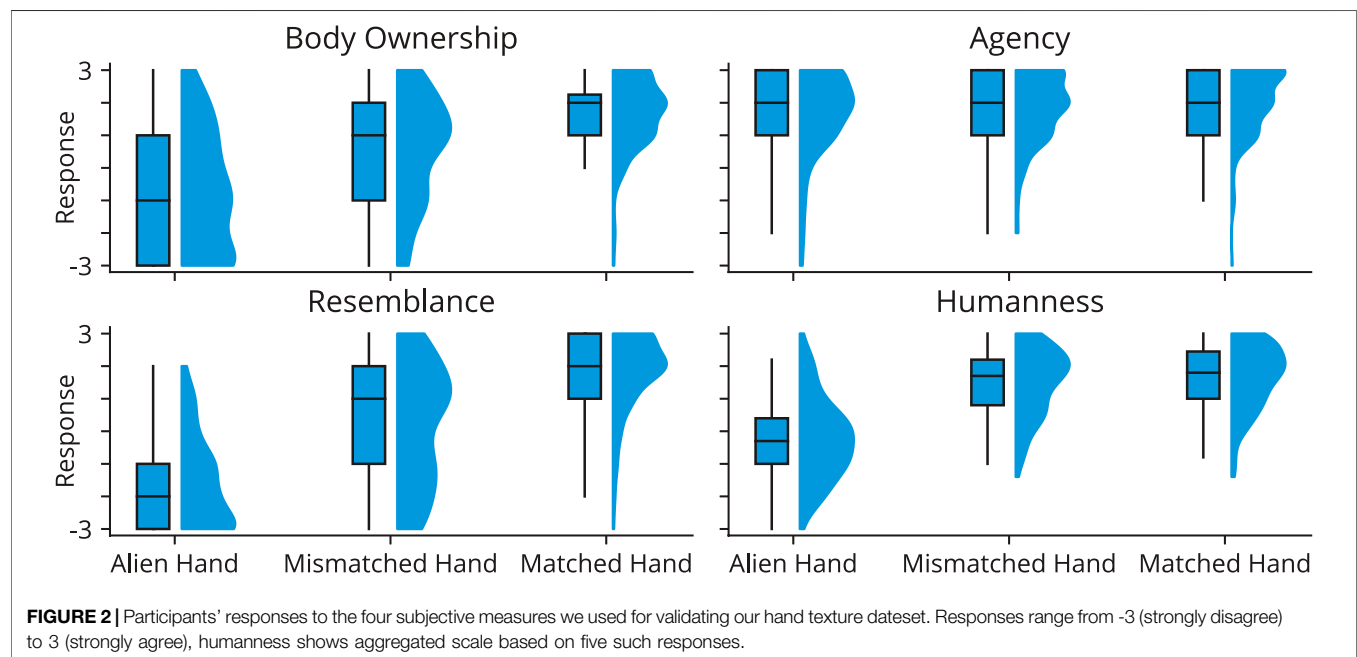 Body Ownership
Agency
3
Response
-3
Resemblance
Humanness
3
Response
-3
Alien Hand
Mismatched Hand
Matched Hand
Alien Hand
Mismatched Hand
Matched Hand
FIGURE 2 | Participants' responses to the four subjective measures we used for validating our hand texture dateset. Responses range from -3 (strongly disagree)
to 3 (strongly agree), humanness shows aggregated scale based on five such responses.